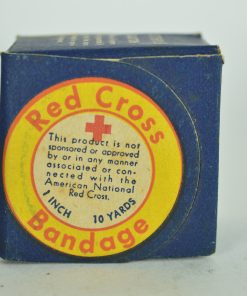 Red Cross
This product is not
sponsored or approved
by or in any manner
associated or con-
nected with the
American National
Red Cross.
1 INCH 10 YARDS
Bandage